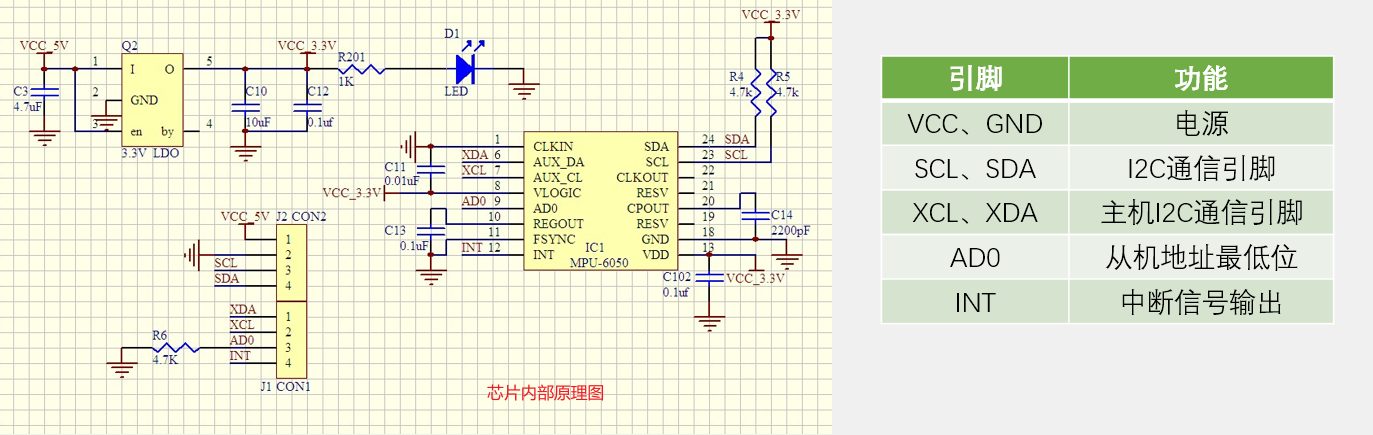 VCC_5V
Q2
VCC_3.3V
1
I
O
5
C3
4.7uF
2
GND
3
en
by
4
3.3V LDO
C10
10uF
C12
0.1uf
R201
1K
D1
LED
VCC_3.3V
R4
4.7k
R5
4.7k
C11
0.01uF
VCC_3.3V
C13
0.1uF
1
CLKIN
XDA
6
AUX_DA
XCL
7
AUX_CL
8
VLOGIC
AD0
9
AD0
10
REGOUT
11
FSYNC
INT
12
INT
IC1
MPU-6050
SDA
24
SDA
SCL
23
SCL
CLKOUT
22
RESV
21
CPOUT
20
RESV
19
GND
18
VDD
13
C14
2200pF
C102
0.1uf
VCC_3.3V
VCC_5V
J2 CON2
1
2
SCL
3
SDA
4
XDA
1
XCL
2
R6
4.7K
AD0
3
INT
4
J1 CON1
芯片内部原理图
引脚 功能
VCC、GND 电源
SCL、SDA I2C通信引脚
XCL、XDA 主机I2C通信引脚
AD0 从机地址最低位
INT 中断信号输出